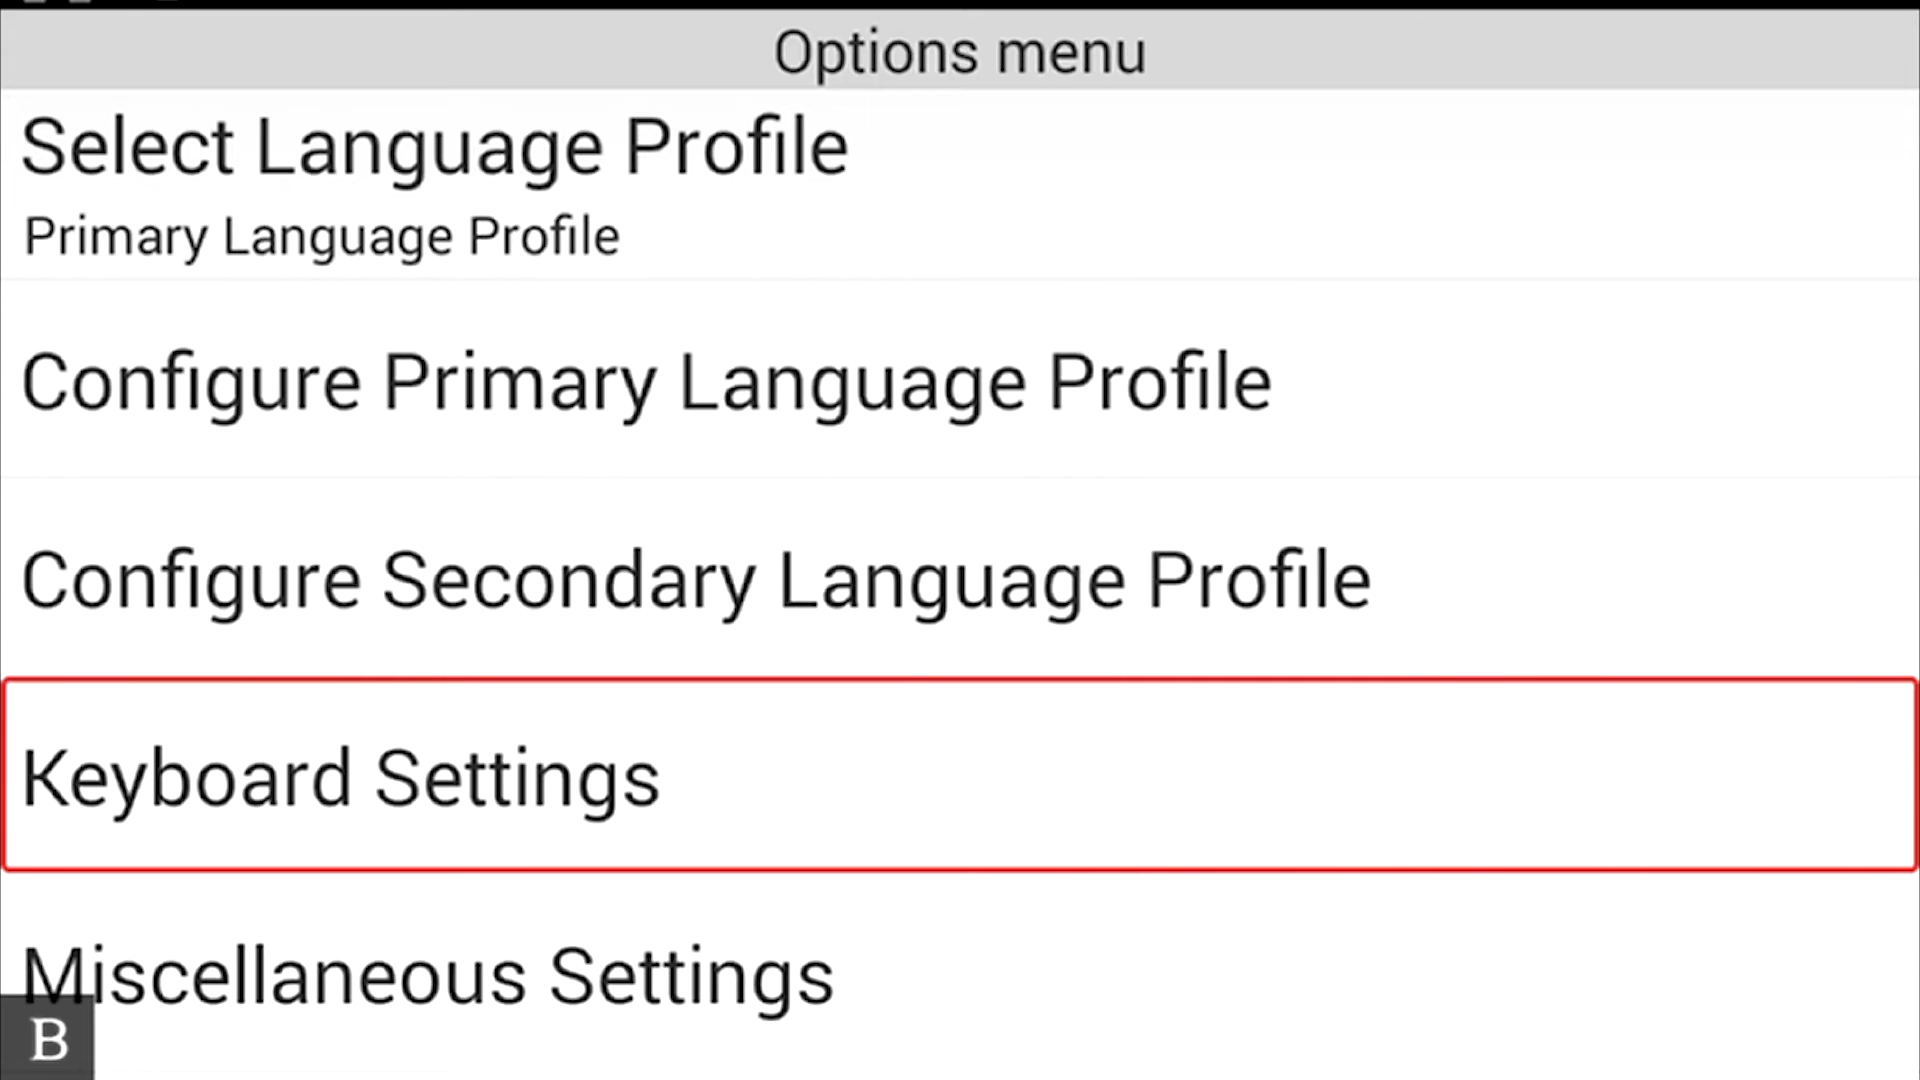 Options menu
Select Language Profile
Primary Language Profile
Configure Primary Language Profile
Configure Secondary Language Profile
Keyboard Settings
Miscellaneous Settings
B